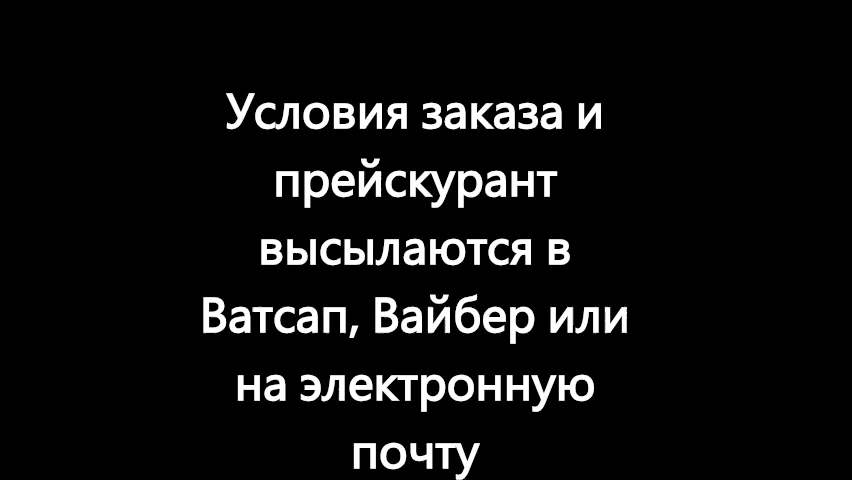 Условия заказа и
прейскурант
высылаются в
Ватсап, Вайбер или
на электронную
почту